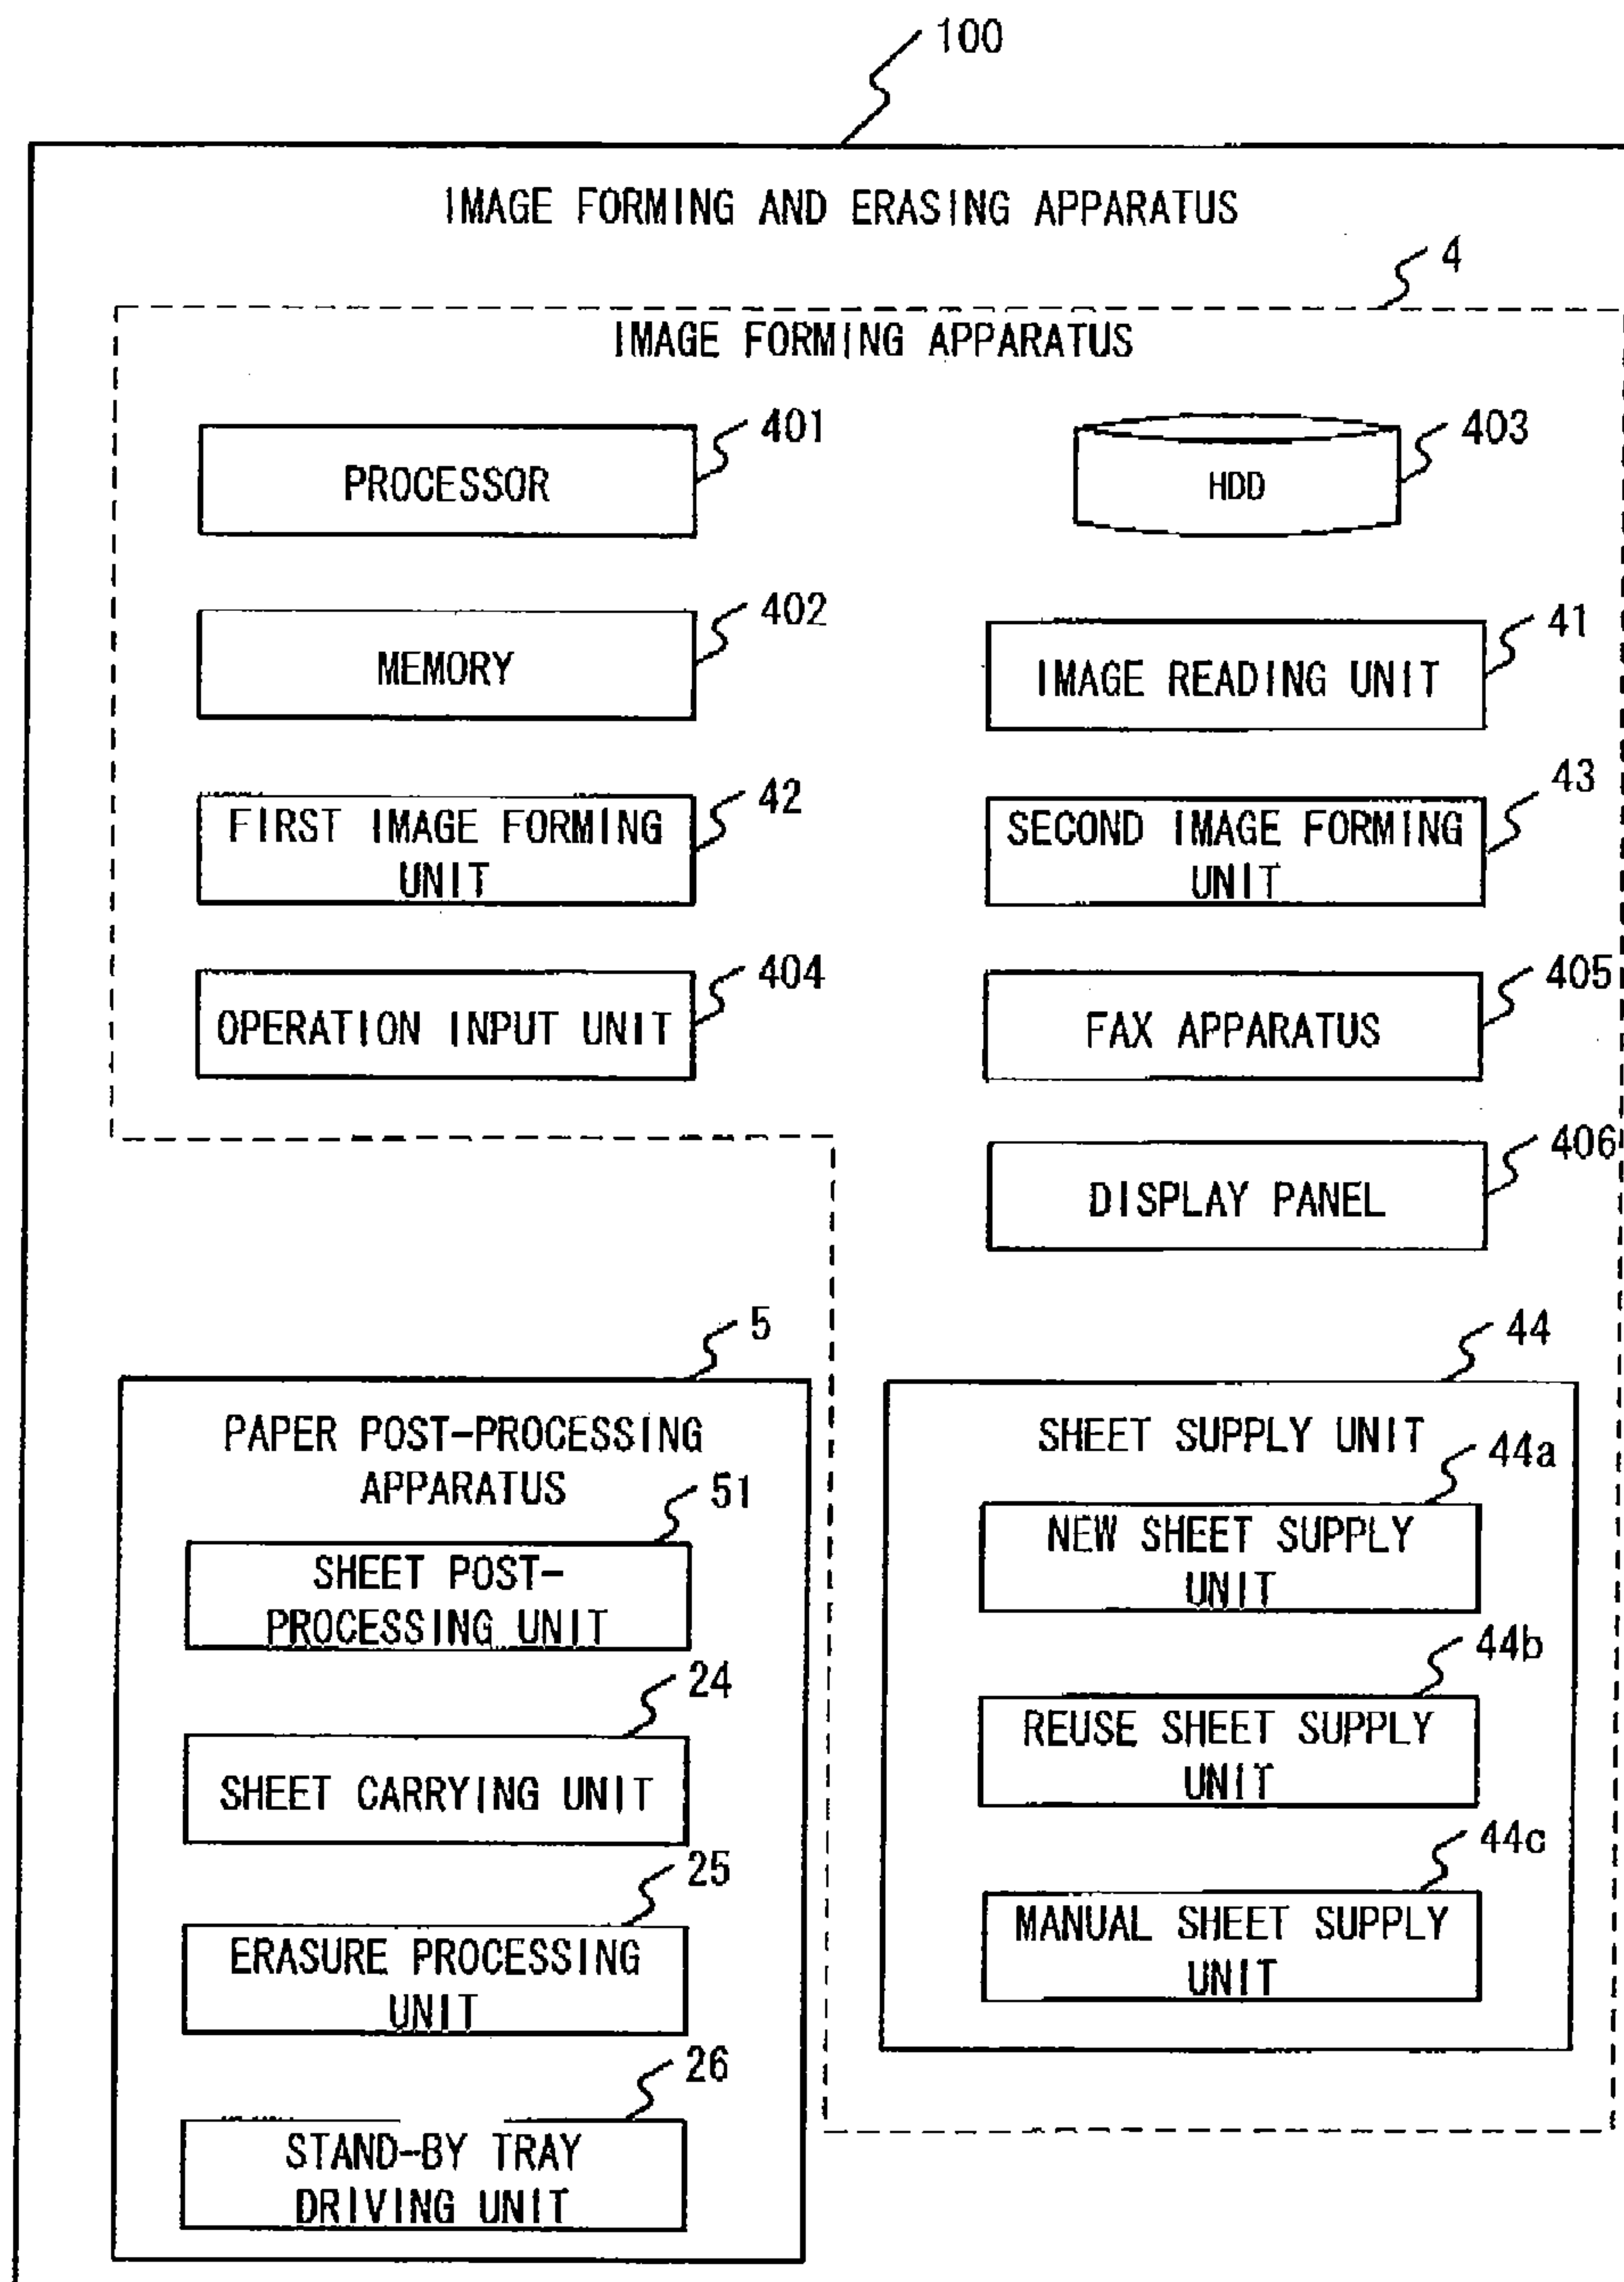 100
IMAGE FORMING AND ERASING APPARATUS
4
IMAGE FORMING APPARATUS
401
PROCESSOR
403
HDD
402
MEMORY
41
IMAGE READING UNIT
42
FIRST IMAGE FORMING
UNIT
43
SECOND IMAGE FORMING
UNIT
404
OPERATION INPUT UNIT
405
FAX APPARATUS
406
DISPLAY PANEL
5
PAPER POST-PROCESSING
APPARATUS
51
SHEET POST-
PROCESSING UNIT
24
SHEET CARRYING UNIT
25
ERASURE PROCESSING
UNIT
26
STAND-BY TRAY
DRIVING UNIT
44
SHEET SUPPLY UNIT
44a
NEW SHEET SUPPLY
UNIT
44b
REUSE SHEET SUPPLY
UNIT
44c
MANUAL SHEET SUPPLY
UNIT